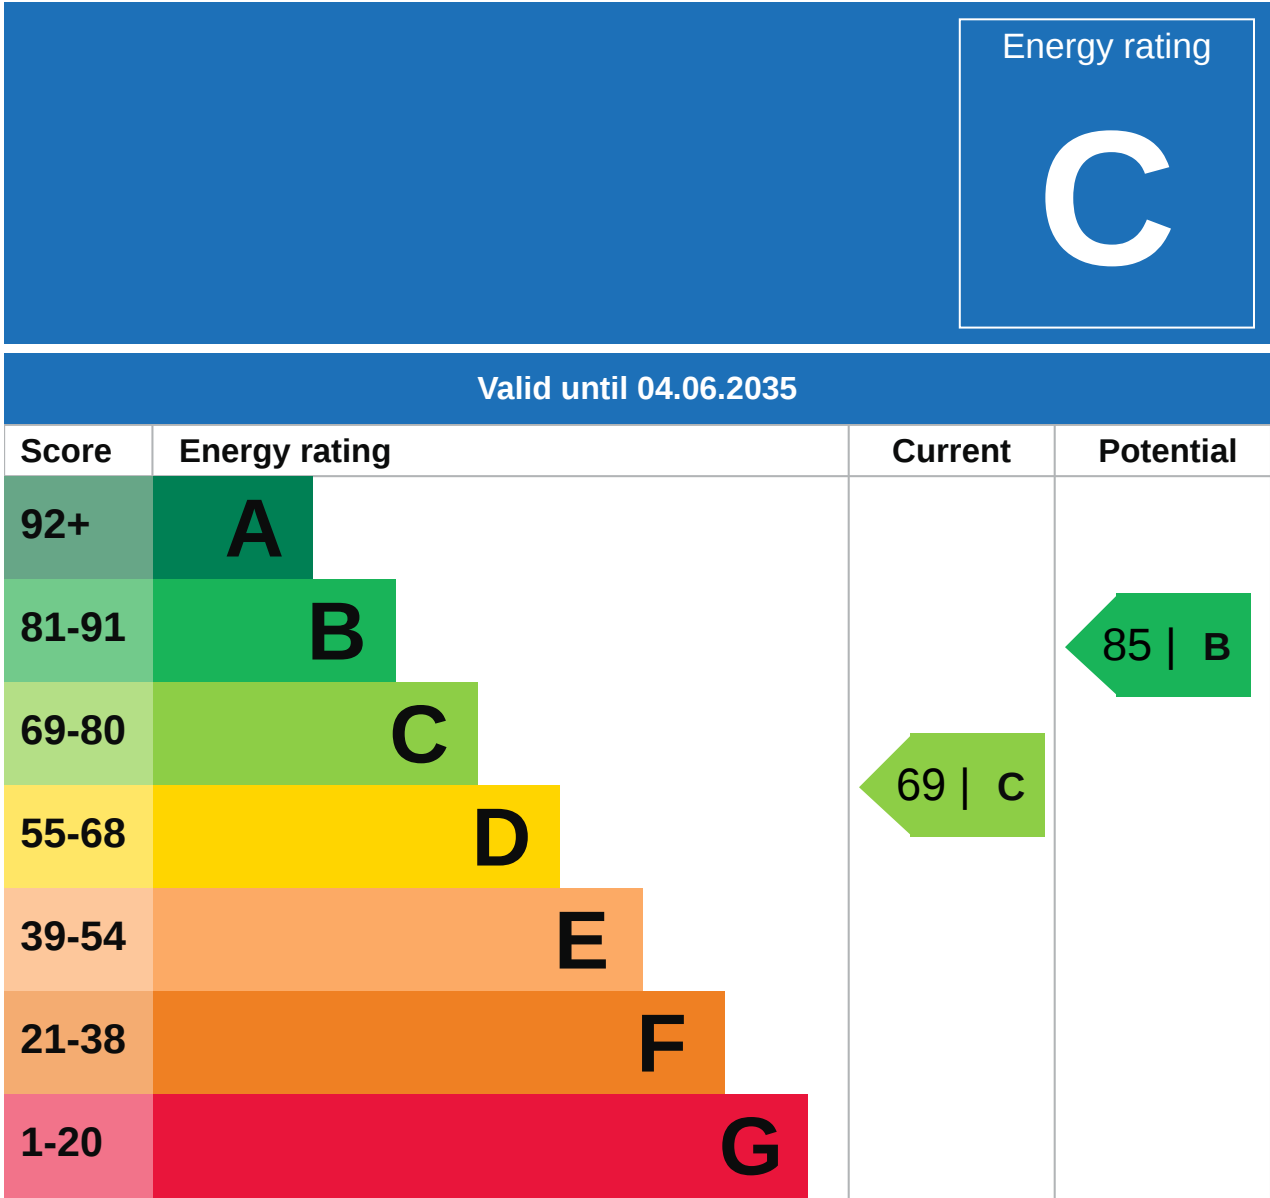 Energy rating
C
Valid until 04.06.2035
Score Energy rating Current Potential
92+ A
81-91 B 85 | B
69-80 C 69 | C
55-68 D
39-54 E
21-38 F
1-20 G